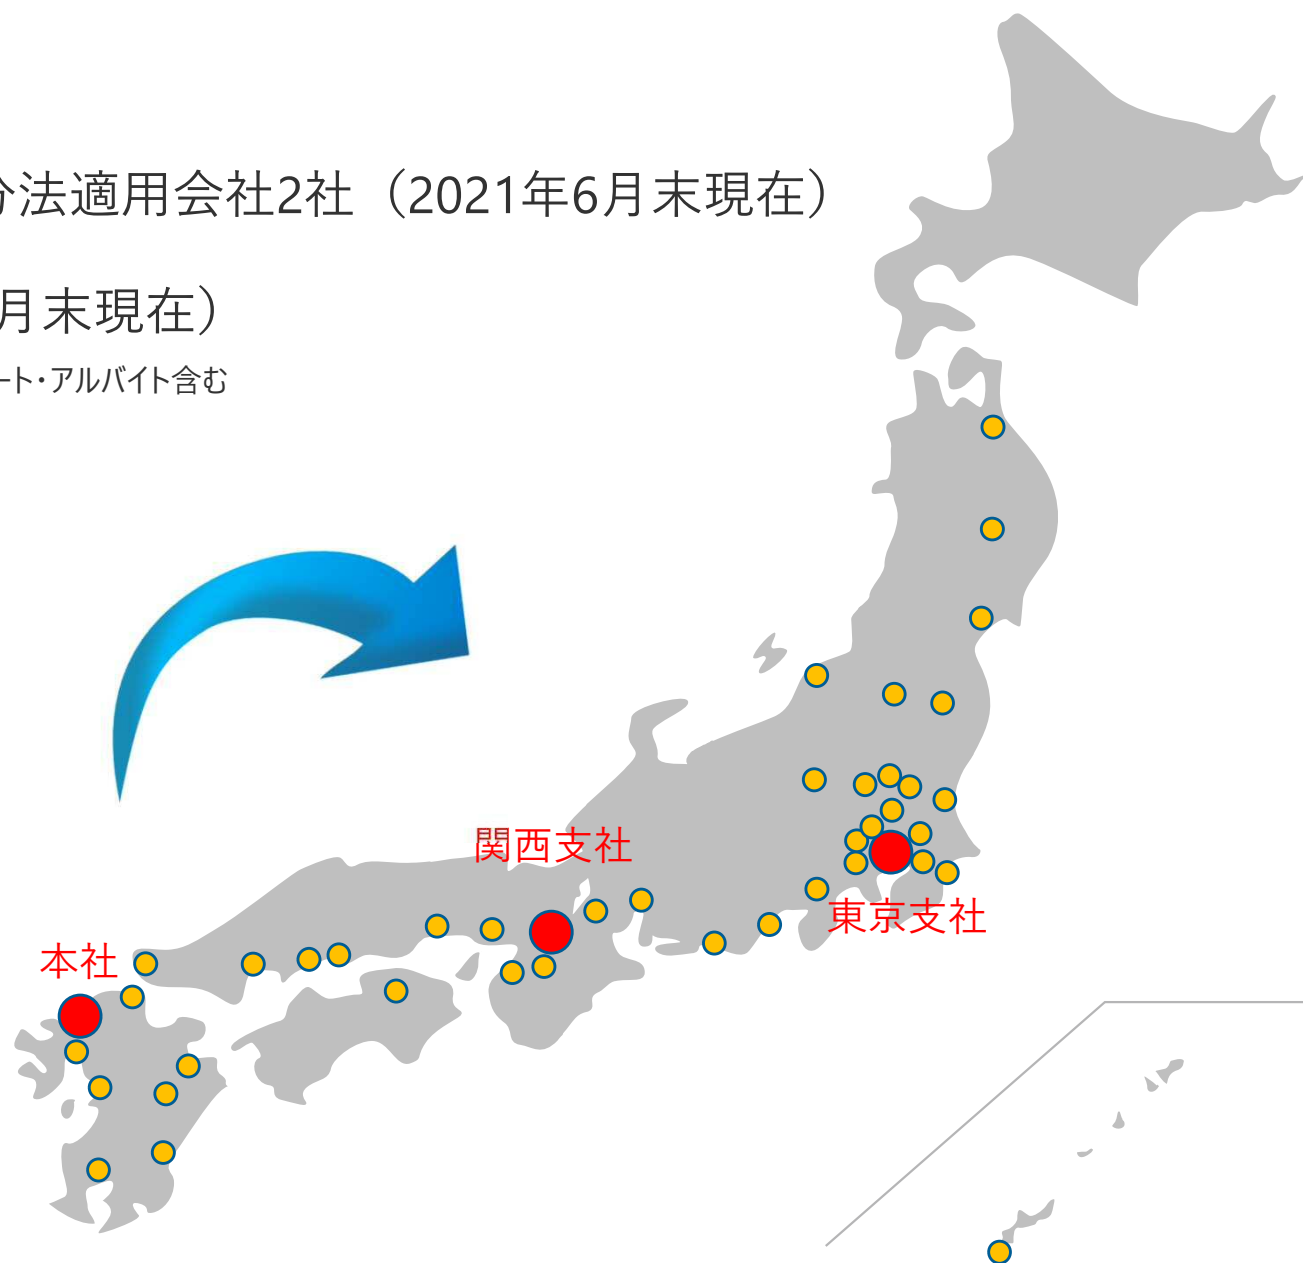 分法適用会社2社（2021年6月末現在）
月末現在）
ート・アルバイト含む
関西支社
東京支社
本社